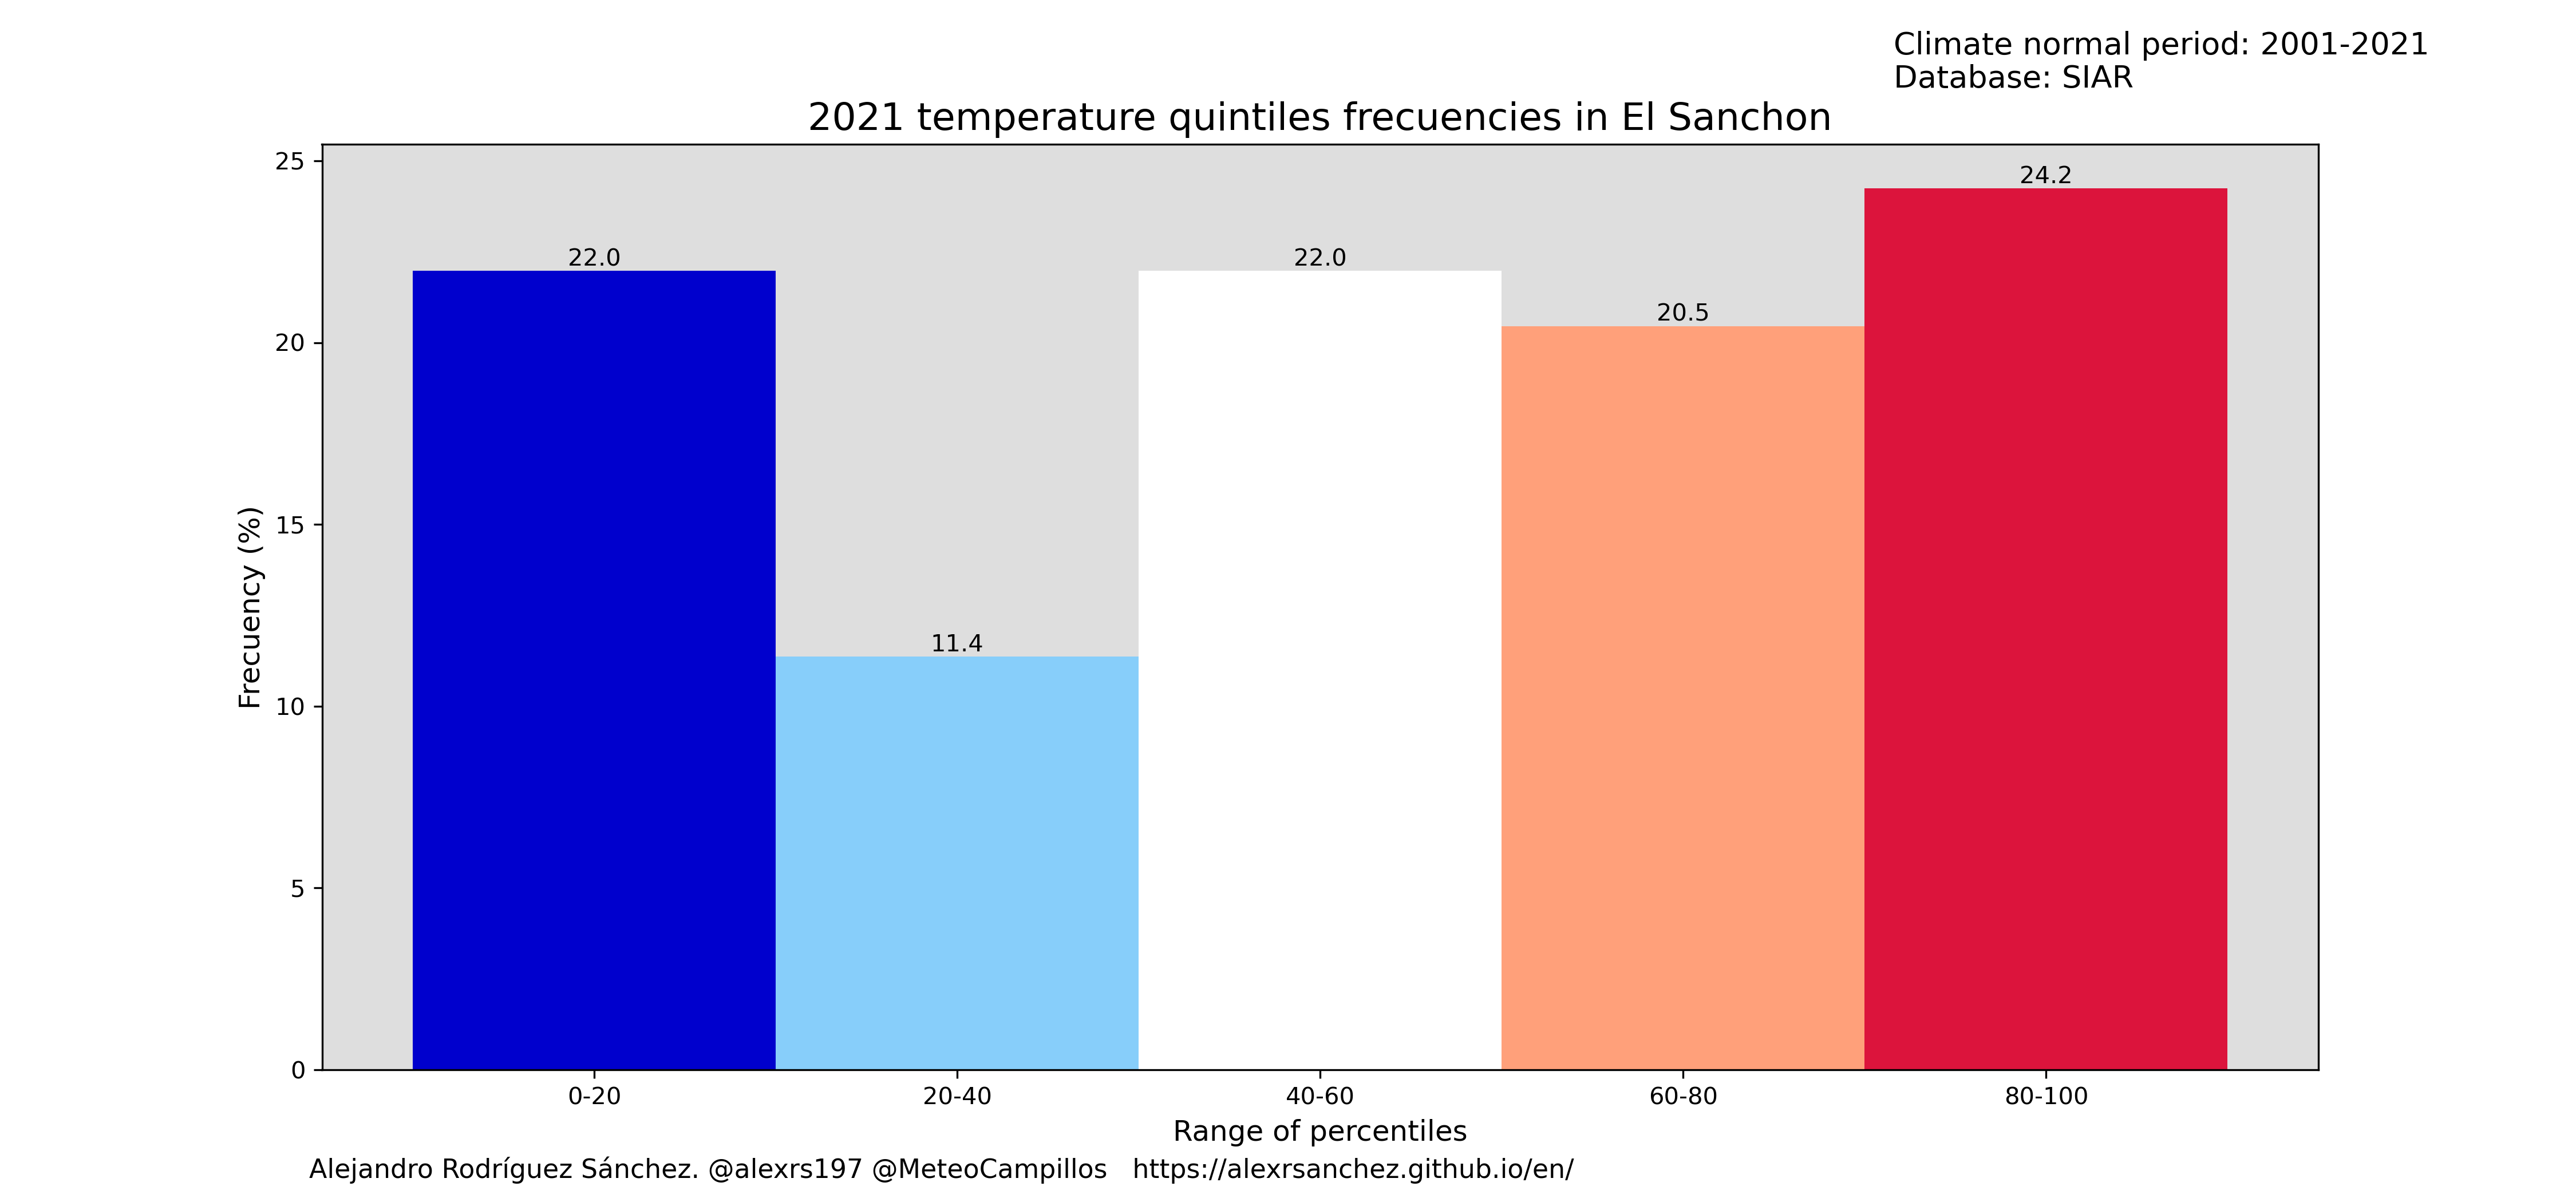 Climate normal period: 2001-2021
Database: SIAR
2021 temperature quintiles frecuencies in El Sanchon
25
24.2
22.0
22.0
20.5
20
15
11.4
10
5
0
Frecuency (%)
0-20
20-40
40-60
60-80
80-100
Range of percentiles
Alejandro Rodríguez Sánchez. @alexrs197 @MeteoCampillos https://alexrsanchez.github.io/en/